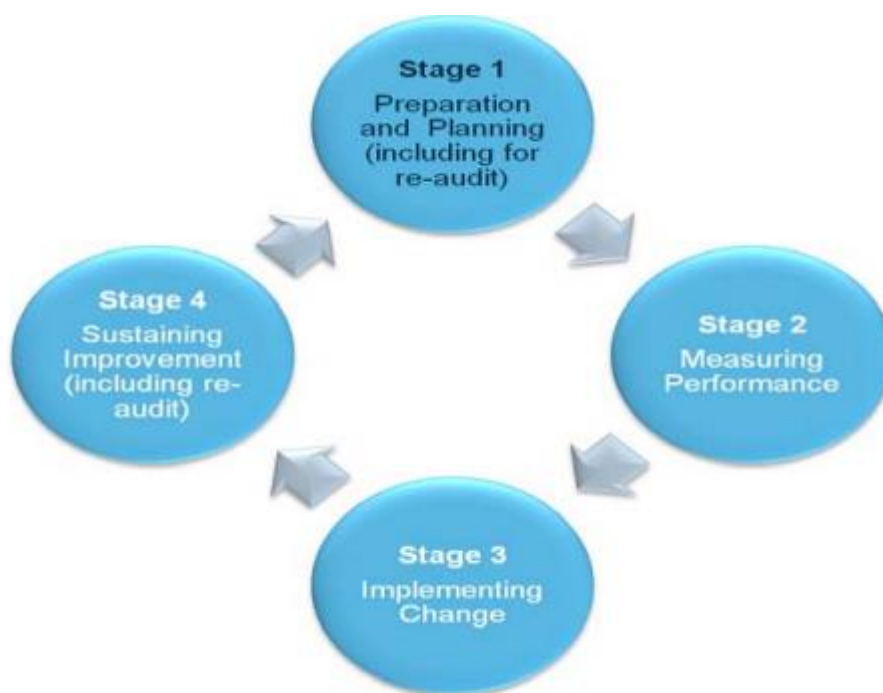 Stage 1
Preparation
and Planning
(including for
re-audit)
Stage 2
Measuring
Performance
Stage 3
Implementing
Change
Stage 4
Sustaining
Improvement
(including re-
audit)